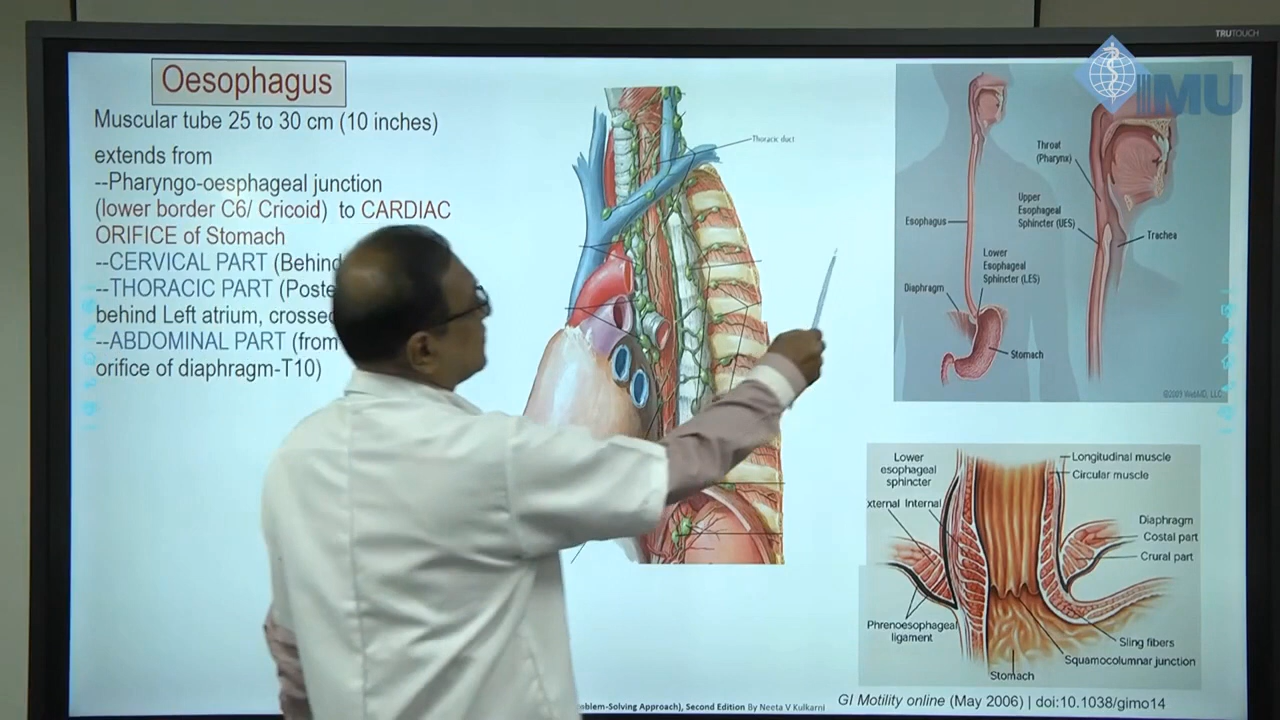 TRUTOUCH
IMU
Oesophagus
Muscular tube 25 to 30 cm (10 inches)
extends from
--Pharyngo-oesphageal junction
(lower border C6/ Cricoid) to CARDIAC
ORIFICE of Stomach
--CERVICAL PART (Behind
--THORACIC PART (Poste
behind Left atrium, crossed
--ABDOMINAL PART (from
orifice of diaphragm-T10)
Thoracic duct
Throat
(Pharynx)
Upper
Esophageal
Sphincter (UES)
Esophagus
Trachea
Lower
Esophageal
Sphincter (LES)
Diaphragm
Stomach
©2009 WebMD, LLC.
Lower
esophageal
sphincter
xternal Internal
Longitudinal muscle
Circular muscle
Diaphragm
Costal part
Crural part
Phrenoesophageal
ligament
Sling fibers
Squamocolumnar junction
Stomach
oblem-Solving Approach), Second Edition By Neeta V Kulkarni
GI Motility online (May 2006) | doi:10.1038/gimo14